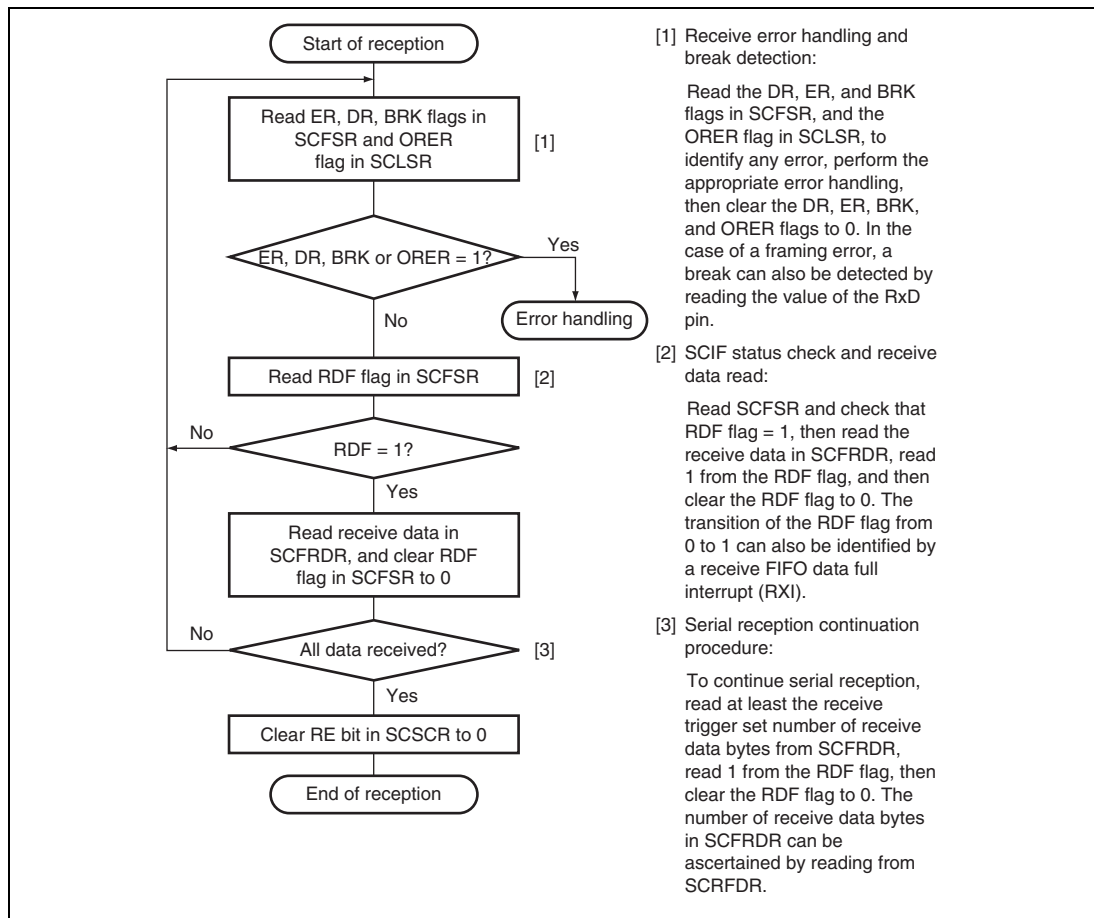 Start of reception
Read ER, DR, BRK flags in
SCFSR and ORER
flag in SCLSR
[1]
ER, DR, BRK or ORER = 1?
Yes
Error handling
No
Read RDF flag in SCFSR
[2]
No
RDF = 1?
Yes
Read receive data in
SCFRDR, and clear RDF
flag in SCFSR to 0
No
All data received?
[3]
Yes
Clear RE bit in SCSCR to 0
End of reception
[1] Receive error handling and
break detection:
Read the DR, ER, and BRK
flags in SCFSR, and the
ORER flag in SCLSR, to
identify any error, perform the
appropriate error handling,
then clear the DR, ER, BRK,
and ORER flags to 0. In the
case of a framing error, a
break can also be detected by
reading the value of the RxD
pin.
[2] SCIF status check and receive
data read:
Read SCFSR and check that
RDF flag = 1, then read the
receive data in SCFRDR, read
1 from the RDF flag, and then
clear the RDF flag to 0. The
transition of the RDF flag from
0 to 1 can also be identified by
a receive FIFO data full
interrupt (RXI).
[3] Serial reception continuation
procedure:
To continue serial reception,
read at least the receive
trigger set number of receive
data bytes from SCFRDR,
read 1 from the RDF flag, then
clear the RDF flag to 0. The
number of receive data bytes
in SCFRDR can be
ascertained by reading from
SCRFDR.